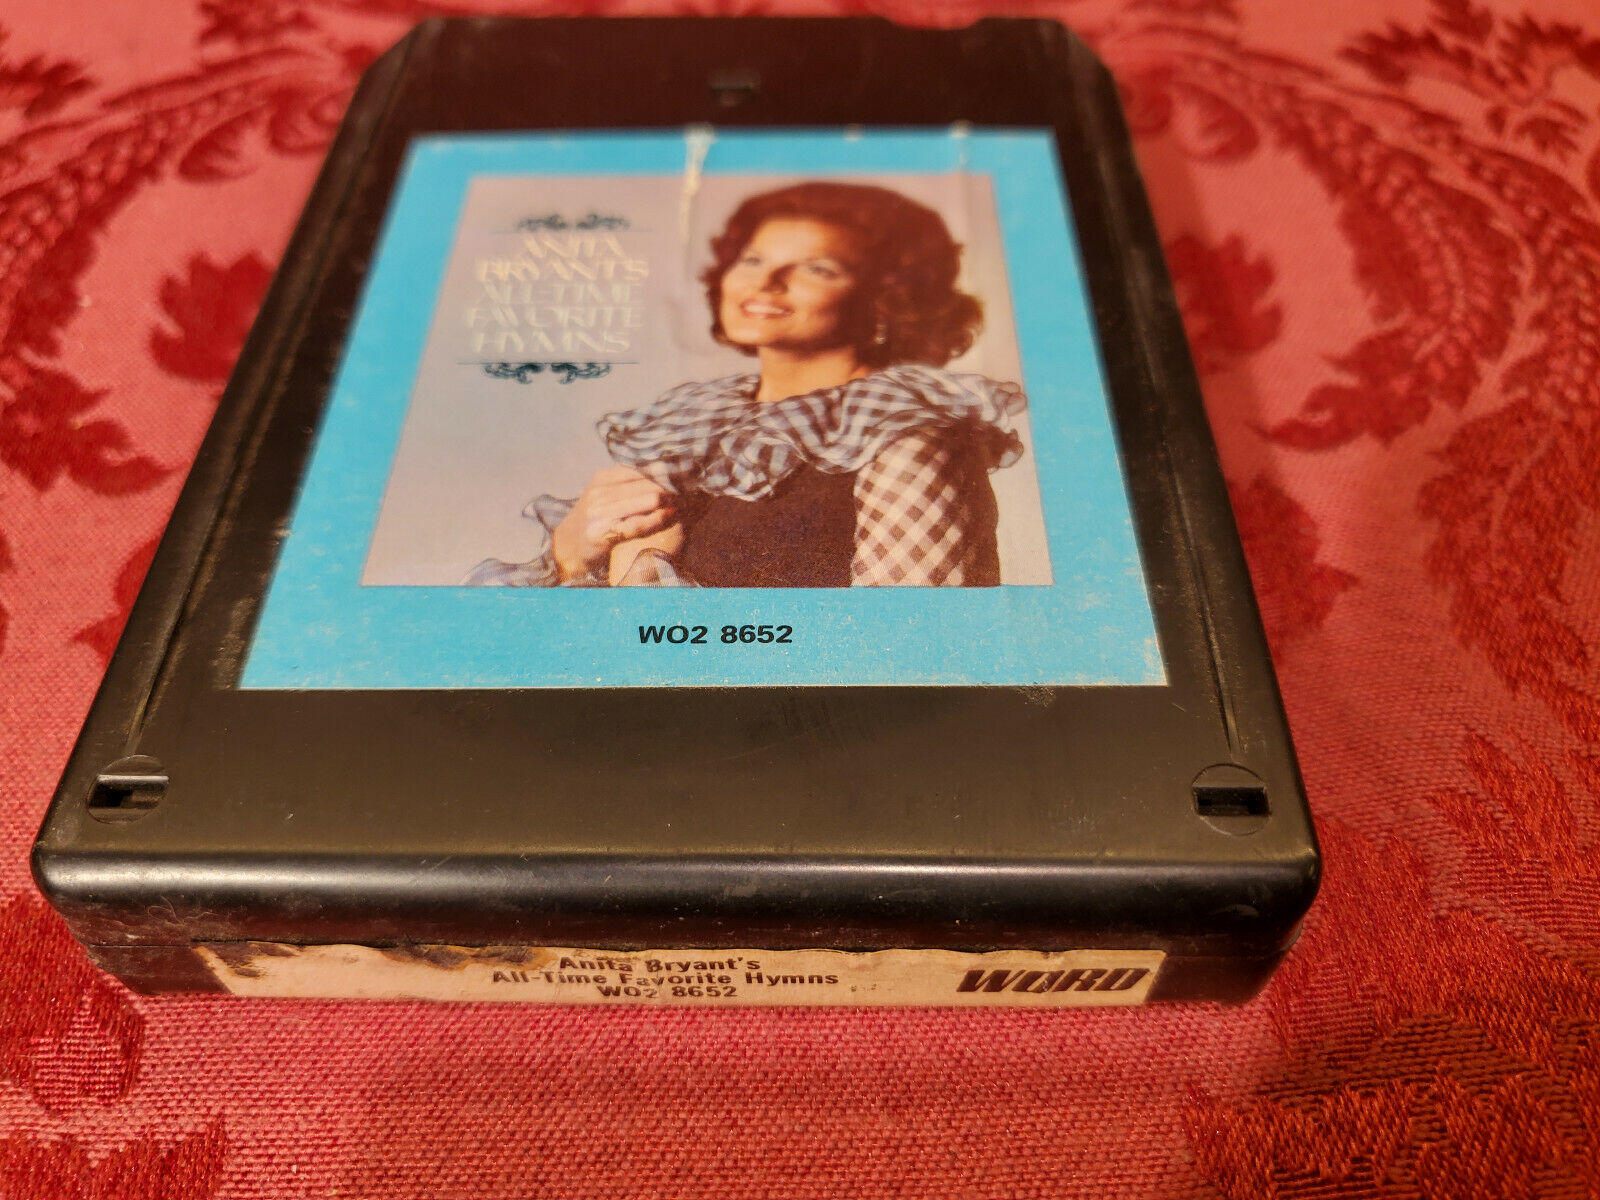 ANITA
BRYANT'S
ALL-TIME
FAVORITE
HYMNS
WO2 8652
Anita Bryant's
All-Time Favorite Hymns
WO2 8652
WORD